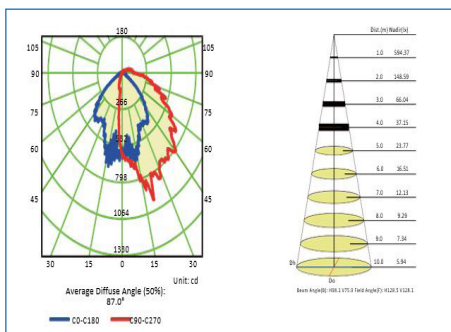 180
105 105
90 0 90
266
75 75
532
60 60
798
45 45
1064
1330
30 15 0 15 30
Unit: cd
Average Diffuse Angle (50%):
87.0°
C0-C180 C90-C270
Dist.(m) Nadir(lx)
1.0 594.37
2.0 148.59
3.0 66.04
4.0 37.15
5.0 23.77
6.0 16.51
7.0 12.13
8.0 9.29
9.0 7.34
10.0 5.94
Dh
Do